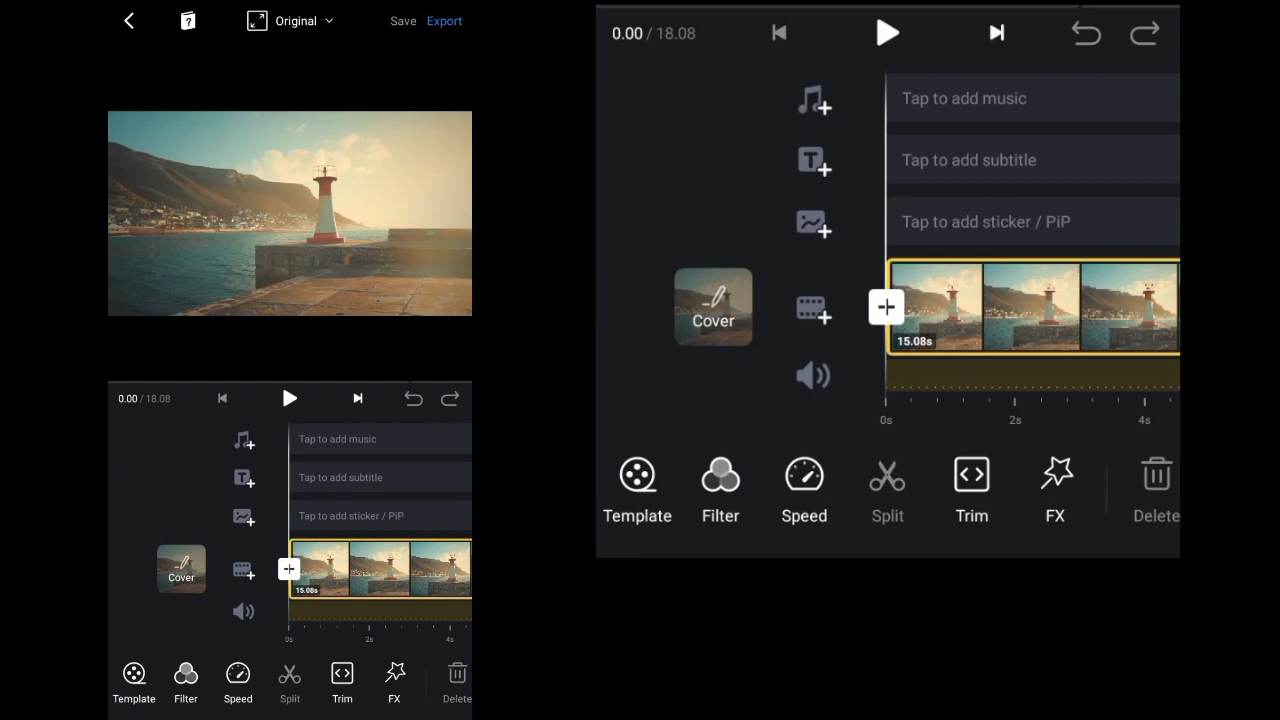 ? Original Save Export
0.00 / 18.08
Tap to add music
Tap to add subtitle
Tap to add sticker / PiP
Cover
15.08s
0s 2s 4s
Template Filter Speed Split Trim FX Delete
0.00 / 18.08
Tap to add music
Tap to add subtitle
Tap to add sticker / PiP
Cover
15.08s
0s 2s 4s
Template Filter Speed Split Trim FX Delete